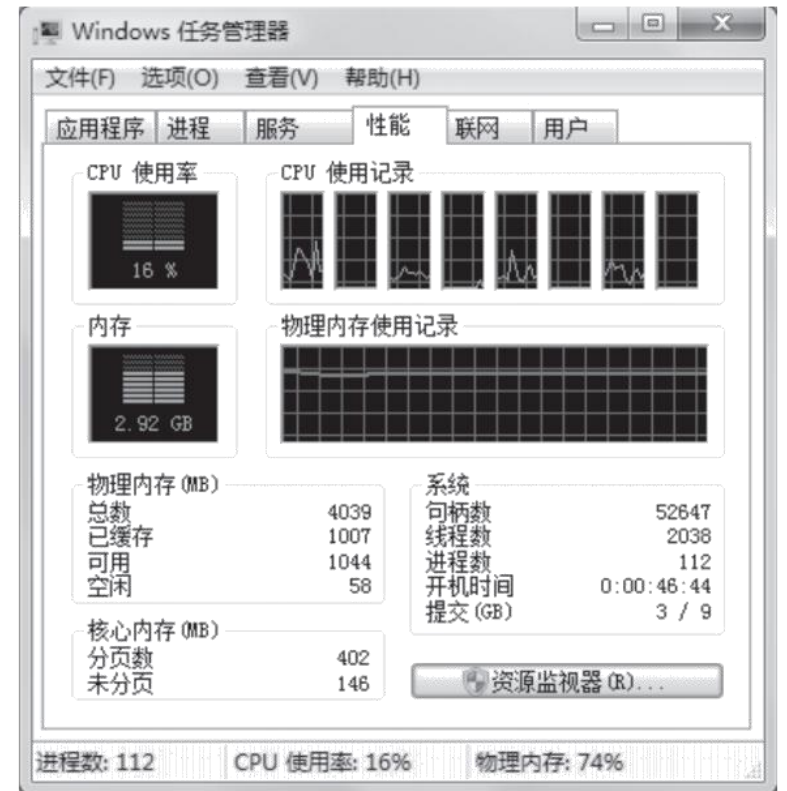 Windows 任务管理器
文件(F) 选项(O) 查看(V) 帮助(H)
应用程序 进程 服务 性能 联网 用户
CPU 使用率
CPU 使用记录
16 %
内存
物理内存使用记录
2.92 GB
物理内存(MB)
总数 4039
已缓存 1007
可用 1044
空闲 58
系统
句柄数 52647
线程数 2038
进程数 112
开机时间 0:00:46:44
提交(GB) 3 / 9
核心内存(MB)
分页数 402
未分页 146
资源监视器(R)...
进程数: 112 CPU 使用率: 16% 物理内存: 74%